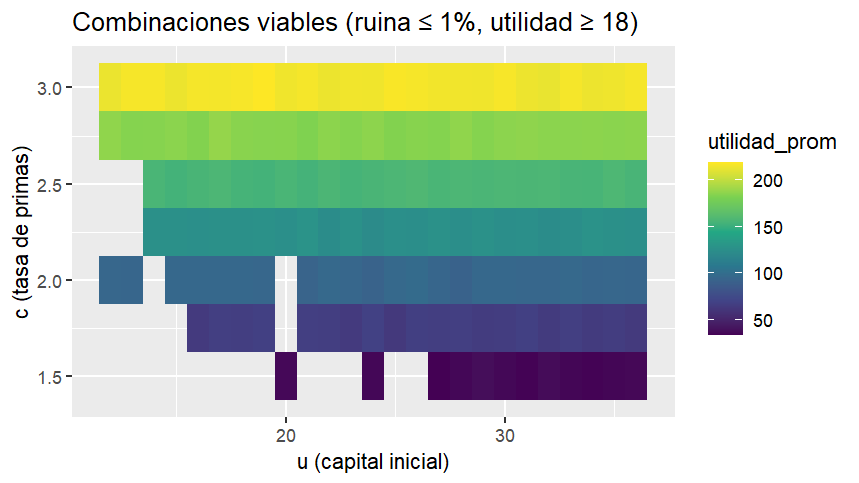 Combinaciones viables (ruina ≤ 1%, utilidad ≥ 18)
c (tasa de primas)
3.0
2.5
2.0
1.5
20
30
u (capital inicial)
utilidad_prom
200
150
100
50